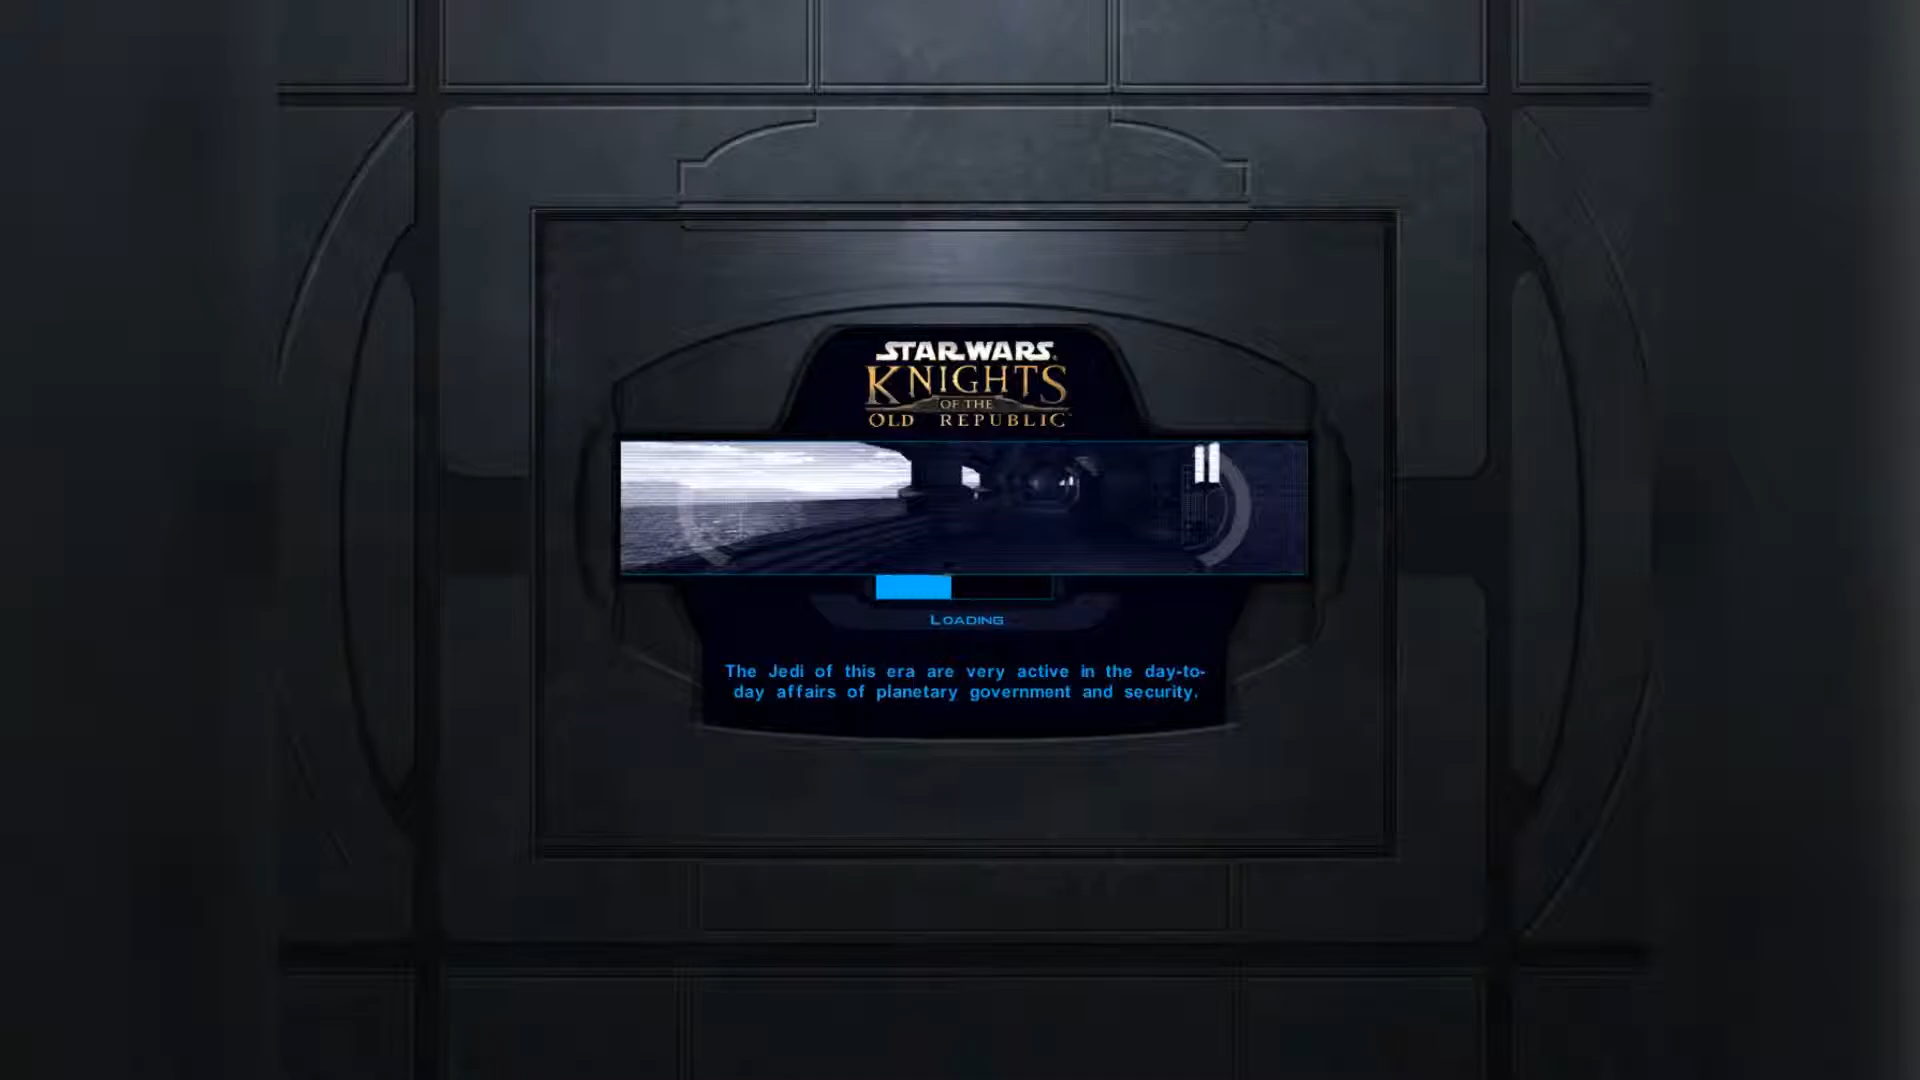 STAR WARS
KNIGHTS
OF THE
OLD REPUBLIC
LOADING
The Jedi of this era are very active in the day-to-
day affairs of planetary government and security.